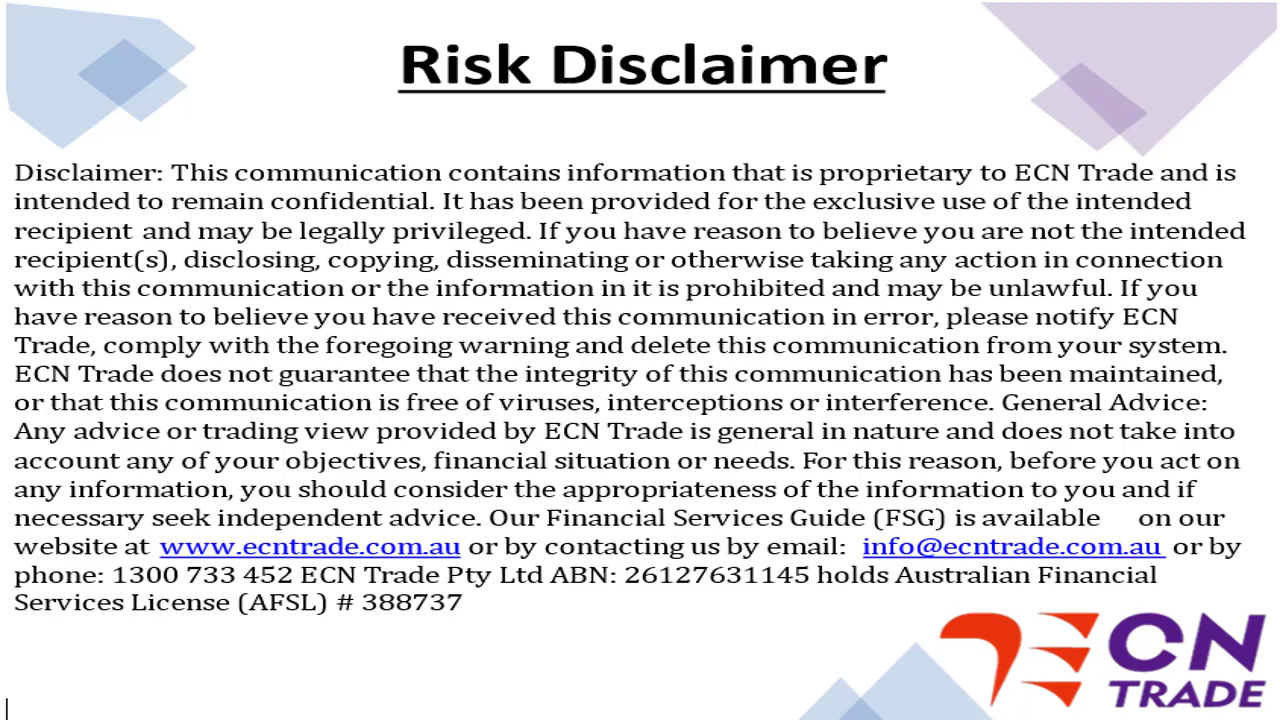 Risk Disclaimer
Disclaimer: This communication contains information that is proprietary to ECN Trade and is
intended to remain confidential. It has been provided for the exclusive use of the intended
recipient and may be legally privileged. If you have reason to believe you are not the intended
recipient(s), disclosing, copying, disseminating or otherwise taking any action in connection
with this communication or the information in it is prohibited and may be unlawful. If you
have reason to believe you have received this communication in error, please notify ECN
Trade, comply with the foregoing warning and delete this communication from your system.
ECN Trade does not guarantee that the integrity of this communication has been maintained,
or that this communication is free of viruses, interceptions or interference. General Advice:
Any advice or trading view provided by ECN Trade is general in nature and does not take into
account any of your objectives, financial situation or needs. For this reason, before you act on
any information, you should consider the appropriateness of the information to you and if
necessary seek independent advice. Our Financial Services Guide (FSG) is available on our
website at www.ecntrade.com.au or by contacting us by email: info@ecntrade.com.au or by
phone: 1300 733 452 ECN Trade Pty Ltd ABN: 26127631145 holds Australian Financial
Services License (AFSL) # 388737
ECN
TRADE